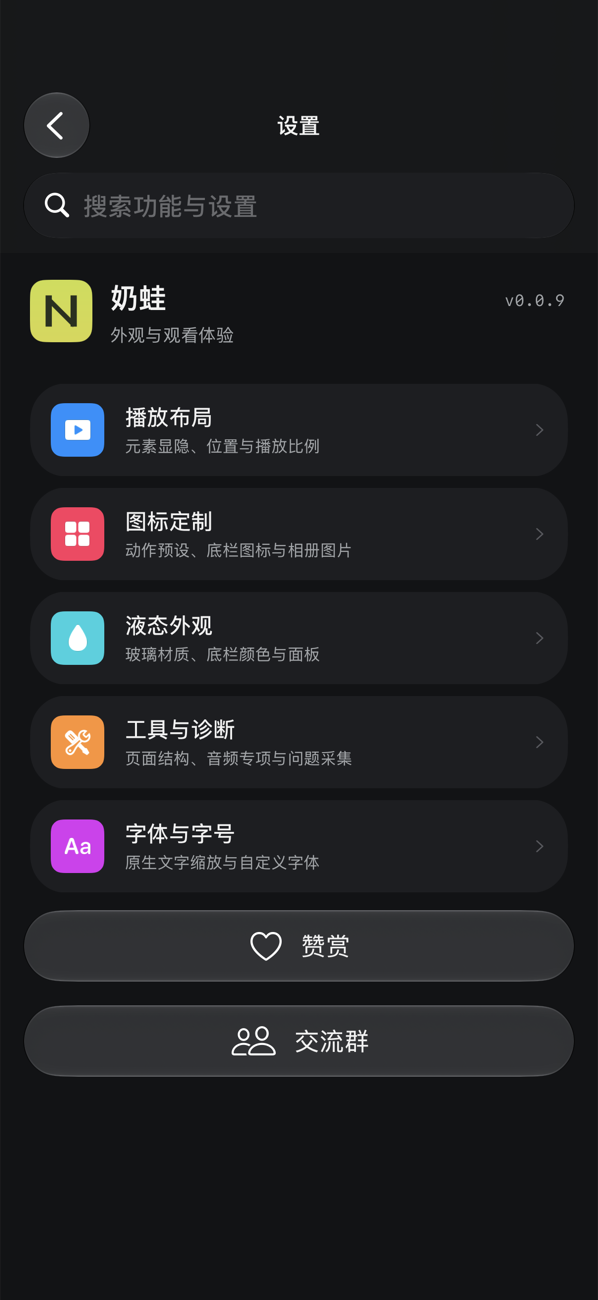 设置
搜索功能与设置
N
奶蛙
v0.0.9
外观与观看体验
播放布局
元素显隐、位置与播放比例
图标定制
动作预设、底栏图标与相册图片
液态外观
玻璃材质、底栏颜色与面板
工具与诊断
页面结构、音频专项与问题采集
Aa
字体与字号
原生文字缩放与自定义字体
赞赏
交流群